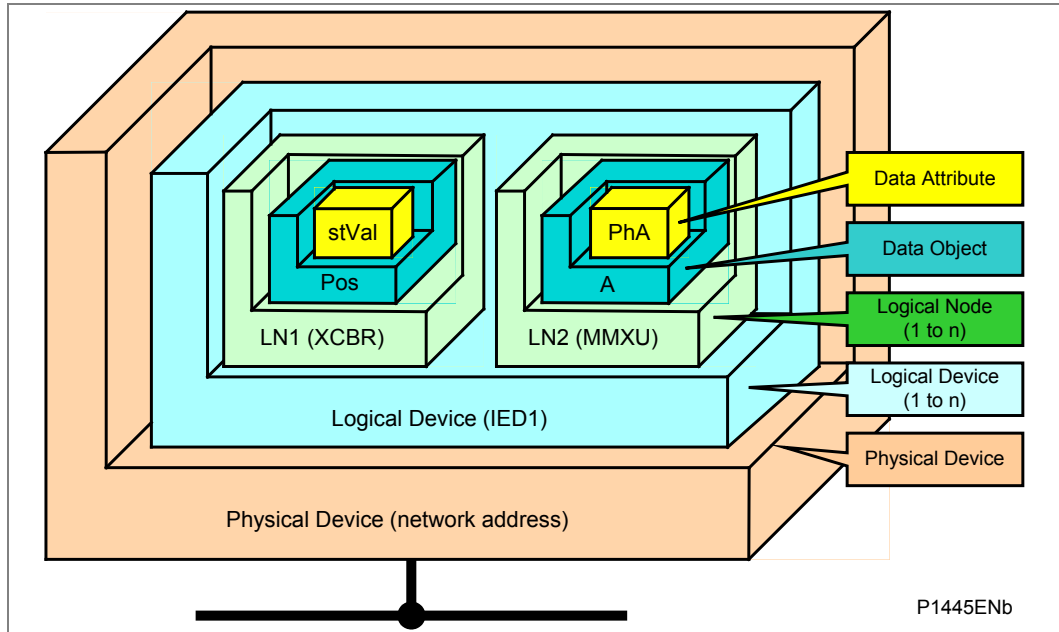 stVal
Pos
LN1 (XCBR)
PhA
A
LN2 (MMXU)
Logical Device (IED1)
Physical Device (network address)
Data Attribute
Data Object
Logical Node
(1 to n)
Logical Device
(1 to n)
Physical Device
P1445ENb